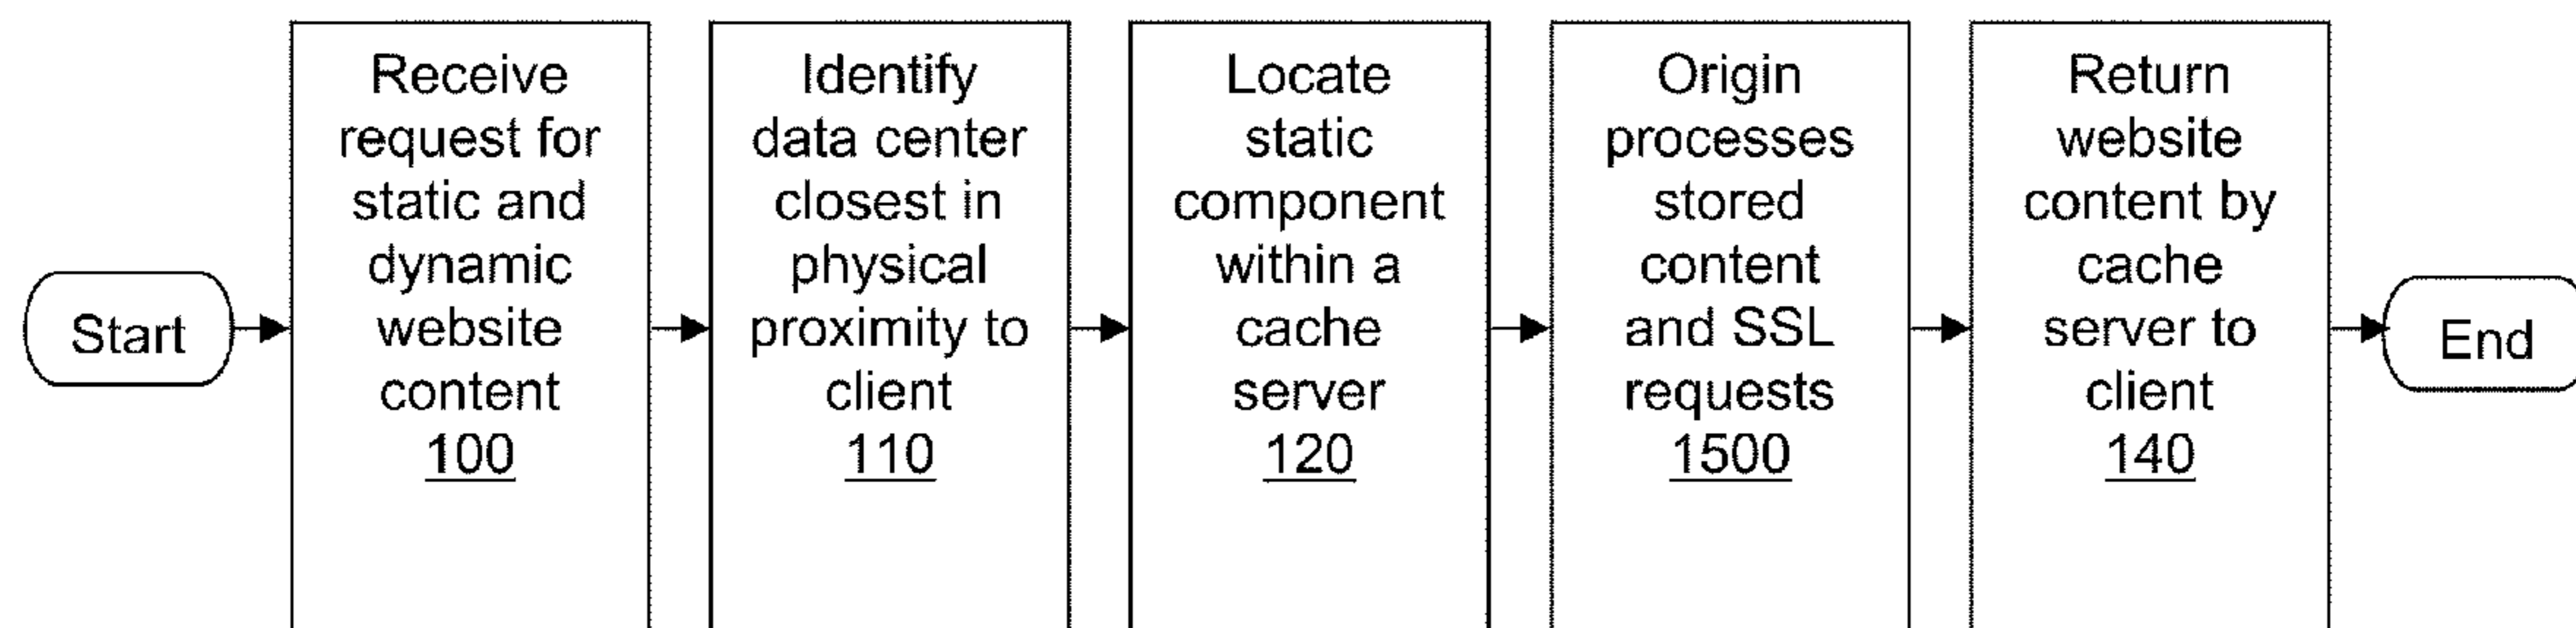 Start
Receive
request for
static and
dynamic
website
content
100
Identify
data center
closest in
physical
proximity to
client
110
Locate
static
component
within a
cache
server
120
Origin
processes
stored
content
and SSL
requests
1500
Return
website
content by
cache
server to
client
140
End